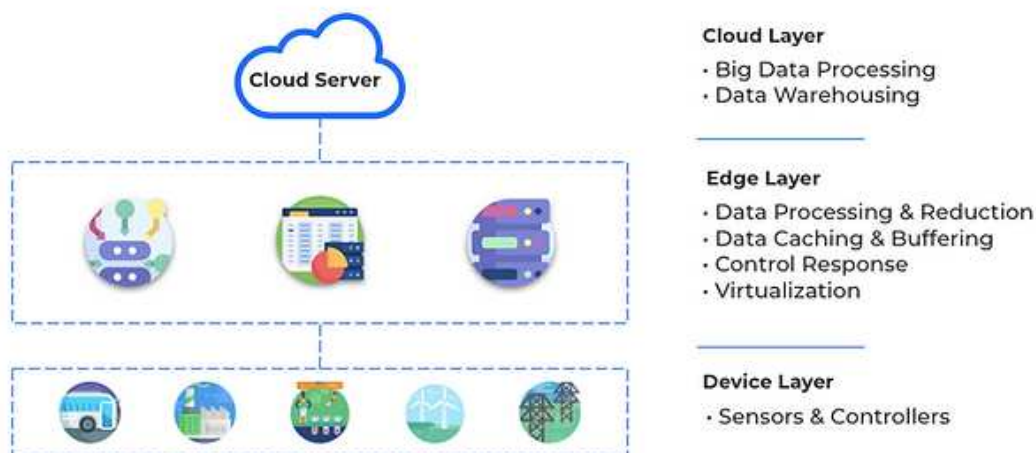 Cloud Server
Cloud Layer
• Big Data Processing
• Data Warehousing
Edge Layer
• Data Processing & Reduction
• Data Caching & Buffering
• Control Response
• Virtualization
Device Layer
• Sensors & Controllers